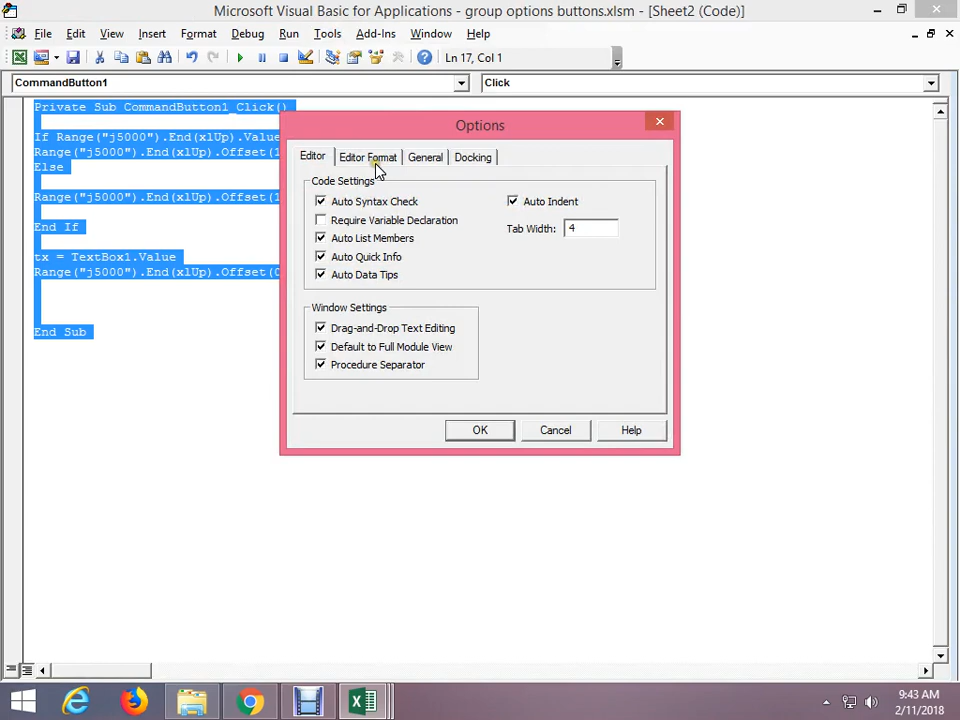 Microsoft Visual Basic for Applications - group options buttons.xlsm - [Sheet2 (Code)]
File Edit View Insert Format Debug Run Tools Add-Ins Window Help
Ln 17, Col 1
CommandButton1 Click
Private Sub CommandButton1_Click()
If Range("j5000").End(xlUp).Value
Range("j5000").End(xlUp).Offset(1
Else
Range("j5000").End(xlUp).Offset(1
End If
tx = TextBox1.Value
Range("j5000").End(xlUp).Offset(0
End Sub
Options
Editor Editor Format General Docking
Code Settings
Auto Syntax Check
Require Variable Declaration
Auto List Members
Auto Quick Info
Auto Data Tips
Auto Indent
Tab Width: 4
Window Settings
Drag-and-Drop Text Editing
Default to Full Module View
Procedure Separator
OK Cancel Help
9:43 AM
2/11/2018